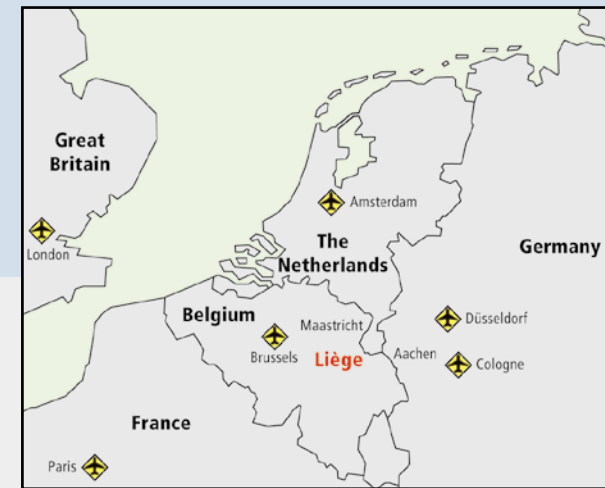 Great
Britain
Amsterdam
London
The
Netherlands
Germany
Belgium
Maastricht
Düsseldorf
Brussels
Liège
Aachen
Cologne
France
Paris